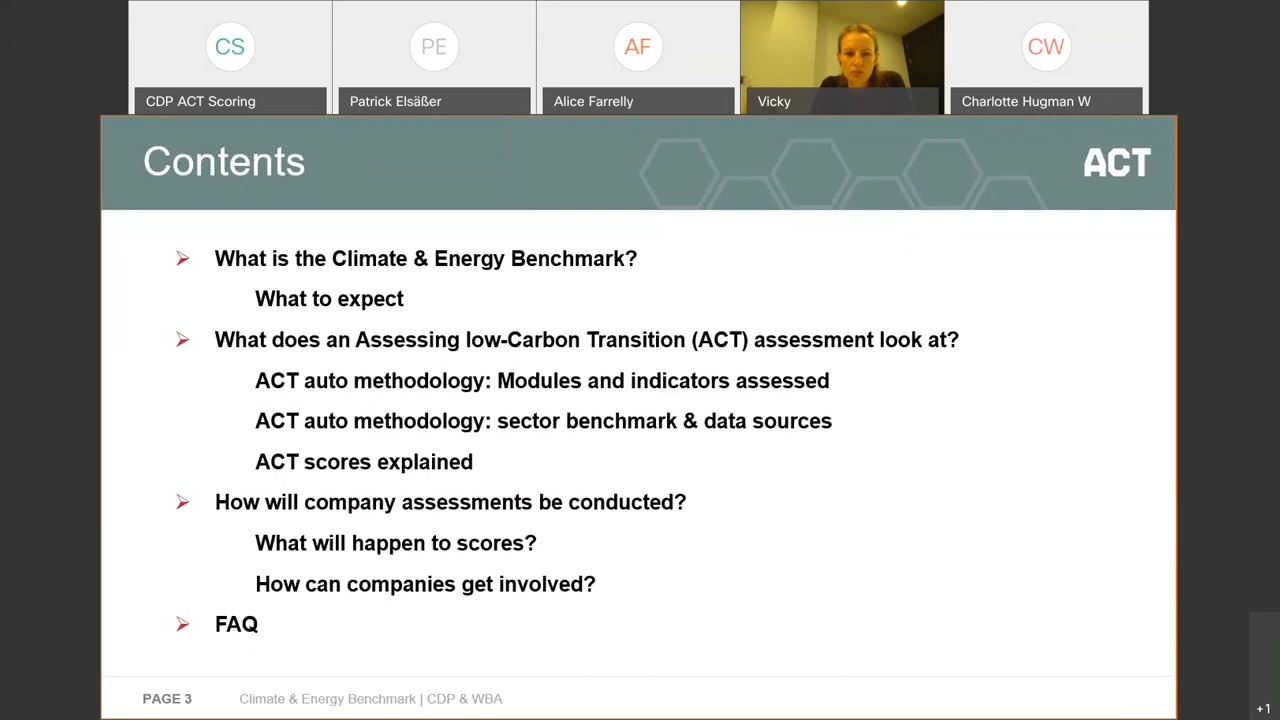 CS
PE
AF
CW
CDP ACT Scoring
Patrick Elsäßer
Alice Farrelly
Vicky
Charlotte Hugman W
Contents
ACT
What is the Climate & Energy Benchmark?
What to expect
What does an Assessing low-Carbon Transition (ACT) assessment look at?
ACT auto methodology: Modules and indicators assessed
ACT auto methodology: sector benchmark & data sources
ACT scores explained
How will company assessments be conducted?
What will happen to scores?
How can companies get involved?
FAQ
PAGE 3
Climate & Energy Benchmark | CDP & WBA
+1